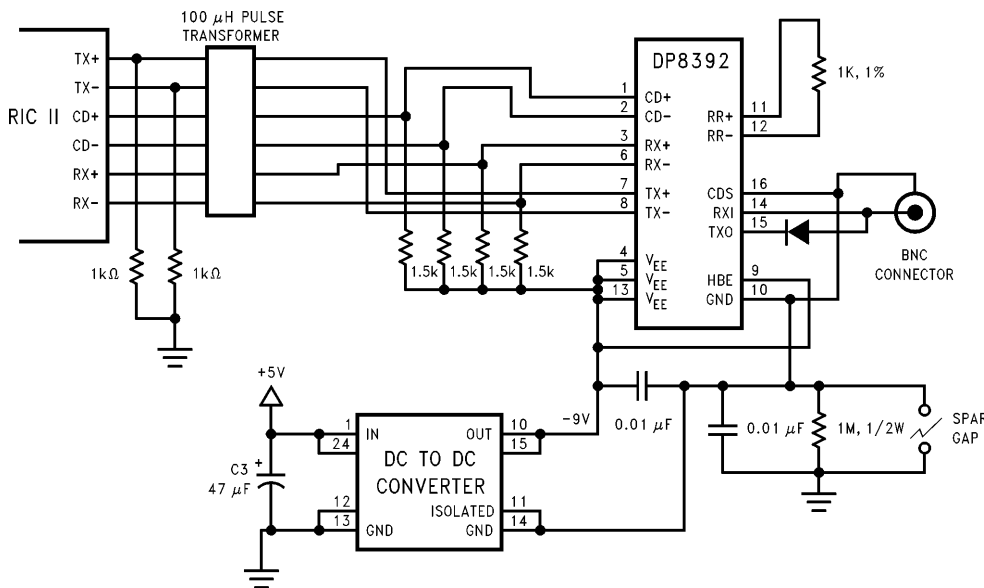 100 μH PULSE
TRANSFORMER
RIC II
TX+
TX-
CD+
CD-
RX+
RX-
1kΩ
1kΩ
1.5k
1.5k
1.5k
1.5k
DP8392
1
CD+
2
CD-
3
RX+
6
RX-
7
TX+
8
TX-
4
VEE
5
VEE
13
VEE
RR+
11
RR-
12
1K, 1%
CDS
16
RXI
14
TXO
15
HBE
9
GND
10
BNC
CONNECTOR
+5V
C3
+
47 μF
1
24
IN
OUT
10
15
DC TO DC
CONVERTER
12
13
GND
ISOLATED
GND
11
14
-9V
0.01 μF
0.01 μF
1M, 1/2W
SPAR
GAP